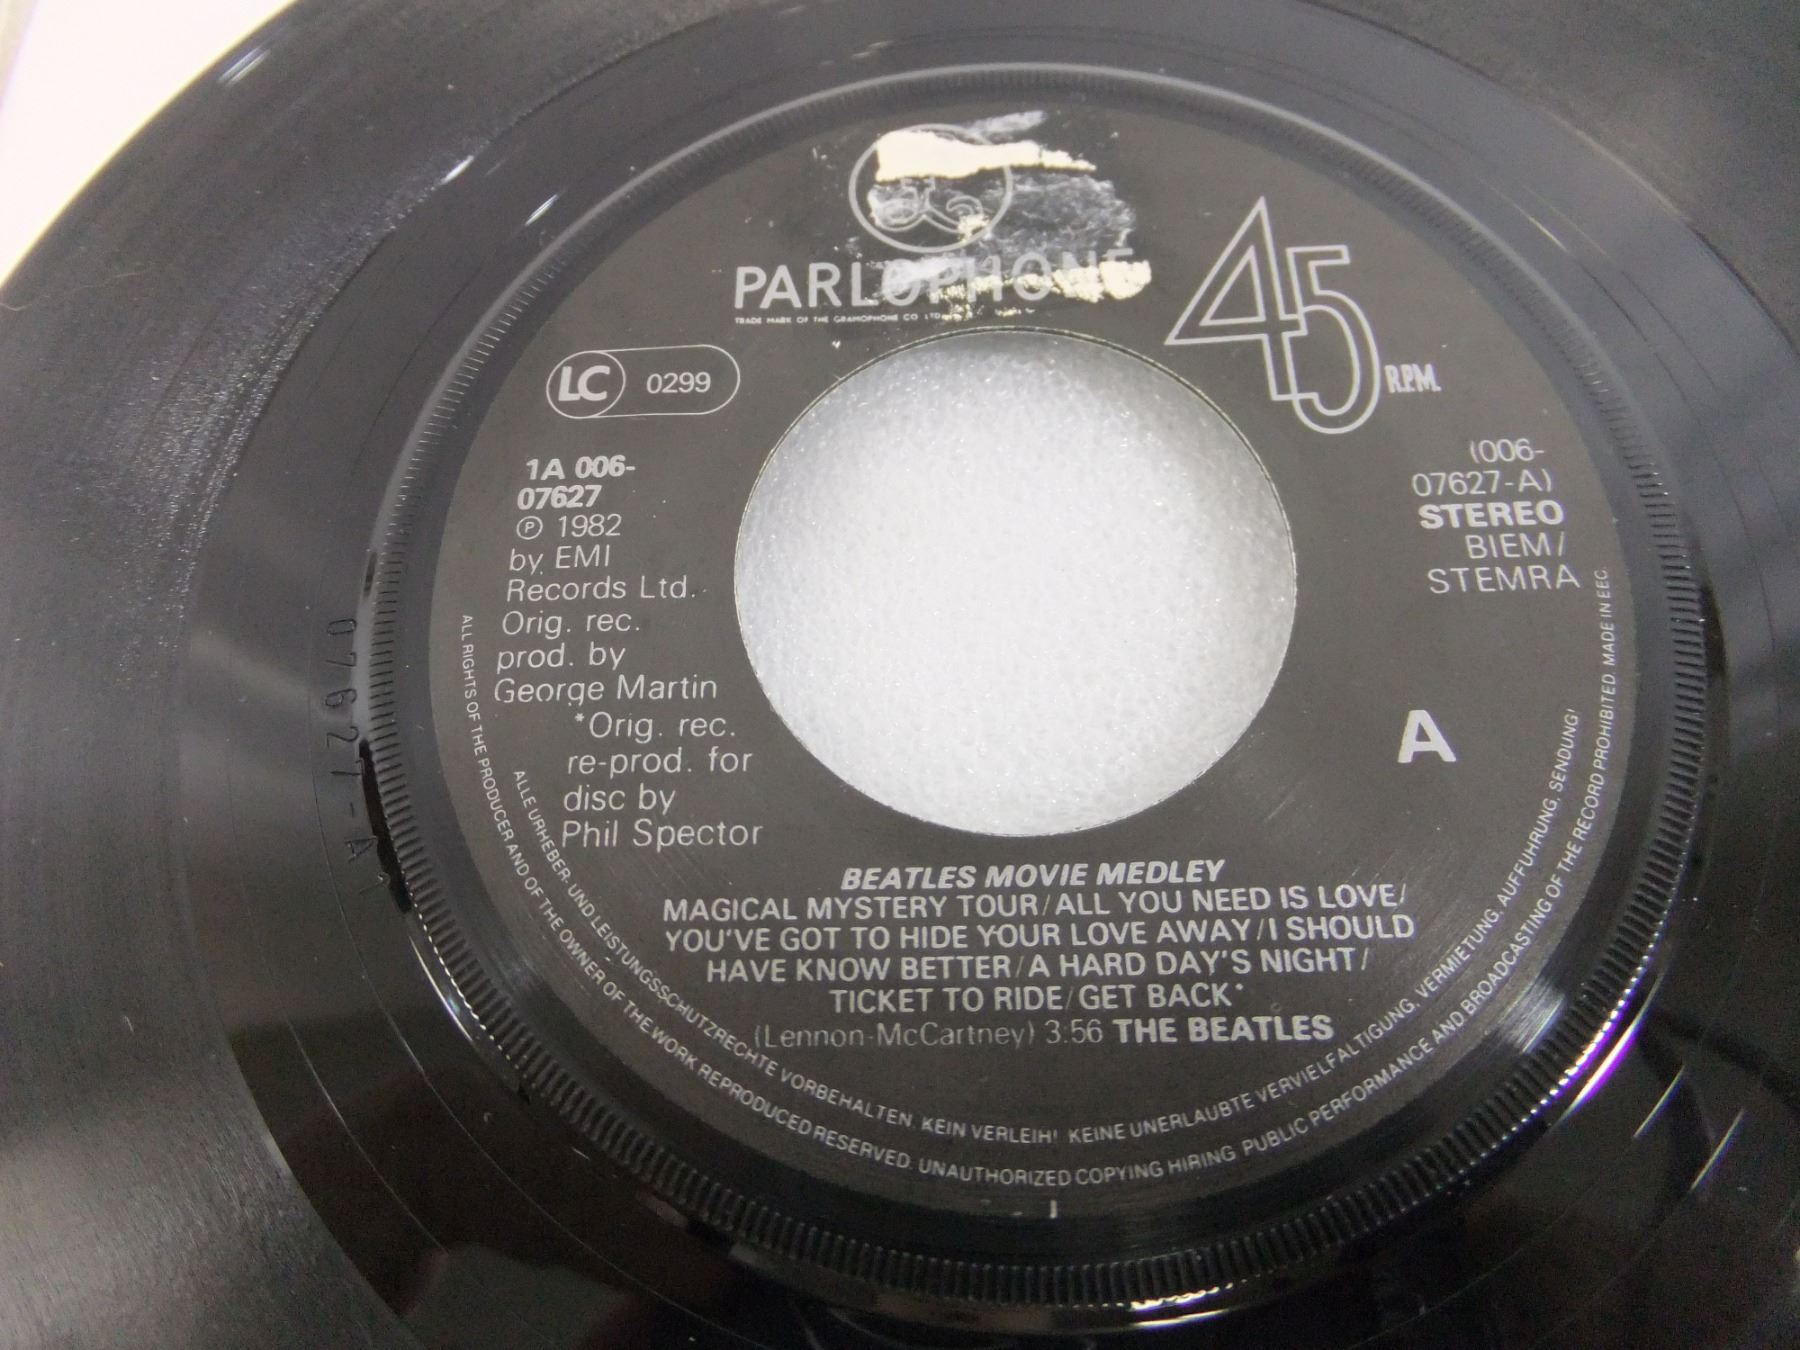 PARLOPHONE
TRADE MARK OF THE GRAMOPHONE CO LTD
45 R.P.M.
LC 0299
1A 006-
07627
℗ 1982
by EMI
Records Ltd.
Orig. rec.
prod. by
George Martin
*Orig. rec.
re-prod. for
disc by
Phil Spector
(006-
07627-A)
STEREO
BIEM/
STEMRA
A
BEATLES MOVIE MEDLEY
MAGICAL MYSTERY TOUR/ALL YOU NEED IS LOVE/
YOU'VE GOT TO HIDE YOUR LOVE AWAY/I SHOULD
HAVE KNOW BETTER/A HARD DAY'S NIGHT/
TICKET TO RIDE/GET BACK*
(Lennon-McCartney) 3:56 THE BEATLES
ALLE URHEBER- UND LEISTUNGSSCHUTZRECHTE VORBEHALTEN. KEIN VERLEIH! KEINE UNERLAUBTE VERVIELFÄLTIGUNG, VERMIETUNG, AUFFÜHRUNG, SENDUNG!
ALL RIGHTS OF THE PRODUCER AND OF THE OWNER OF THE WORK REPRODUCED RESERVED. UNAUTHORIZED COPYING HIRING PUBLIC PERFORMANCE AND BROADCASTING OF THE RECORD PROHIBITED MADE IN EEC.
07627-A